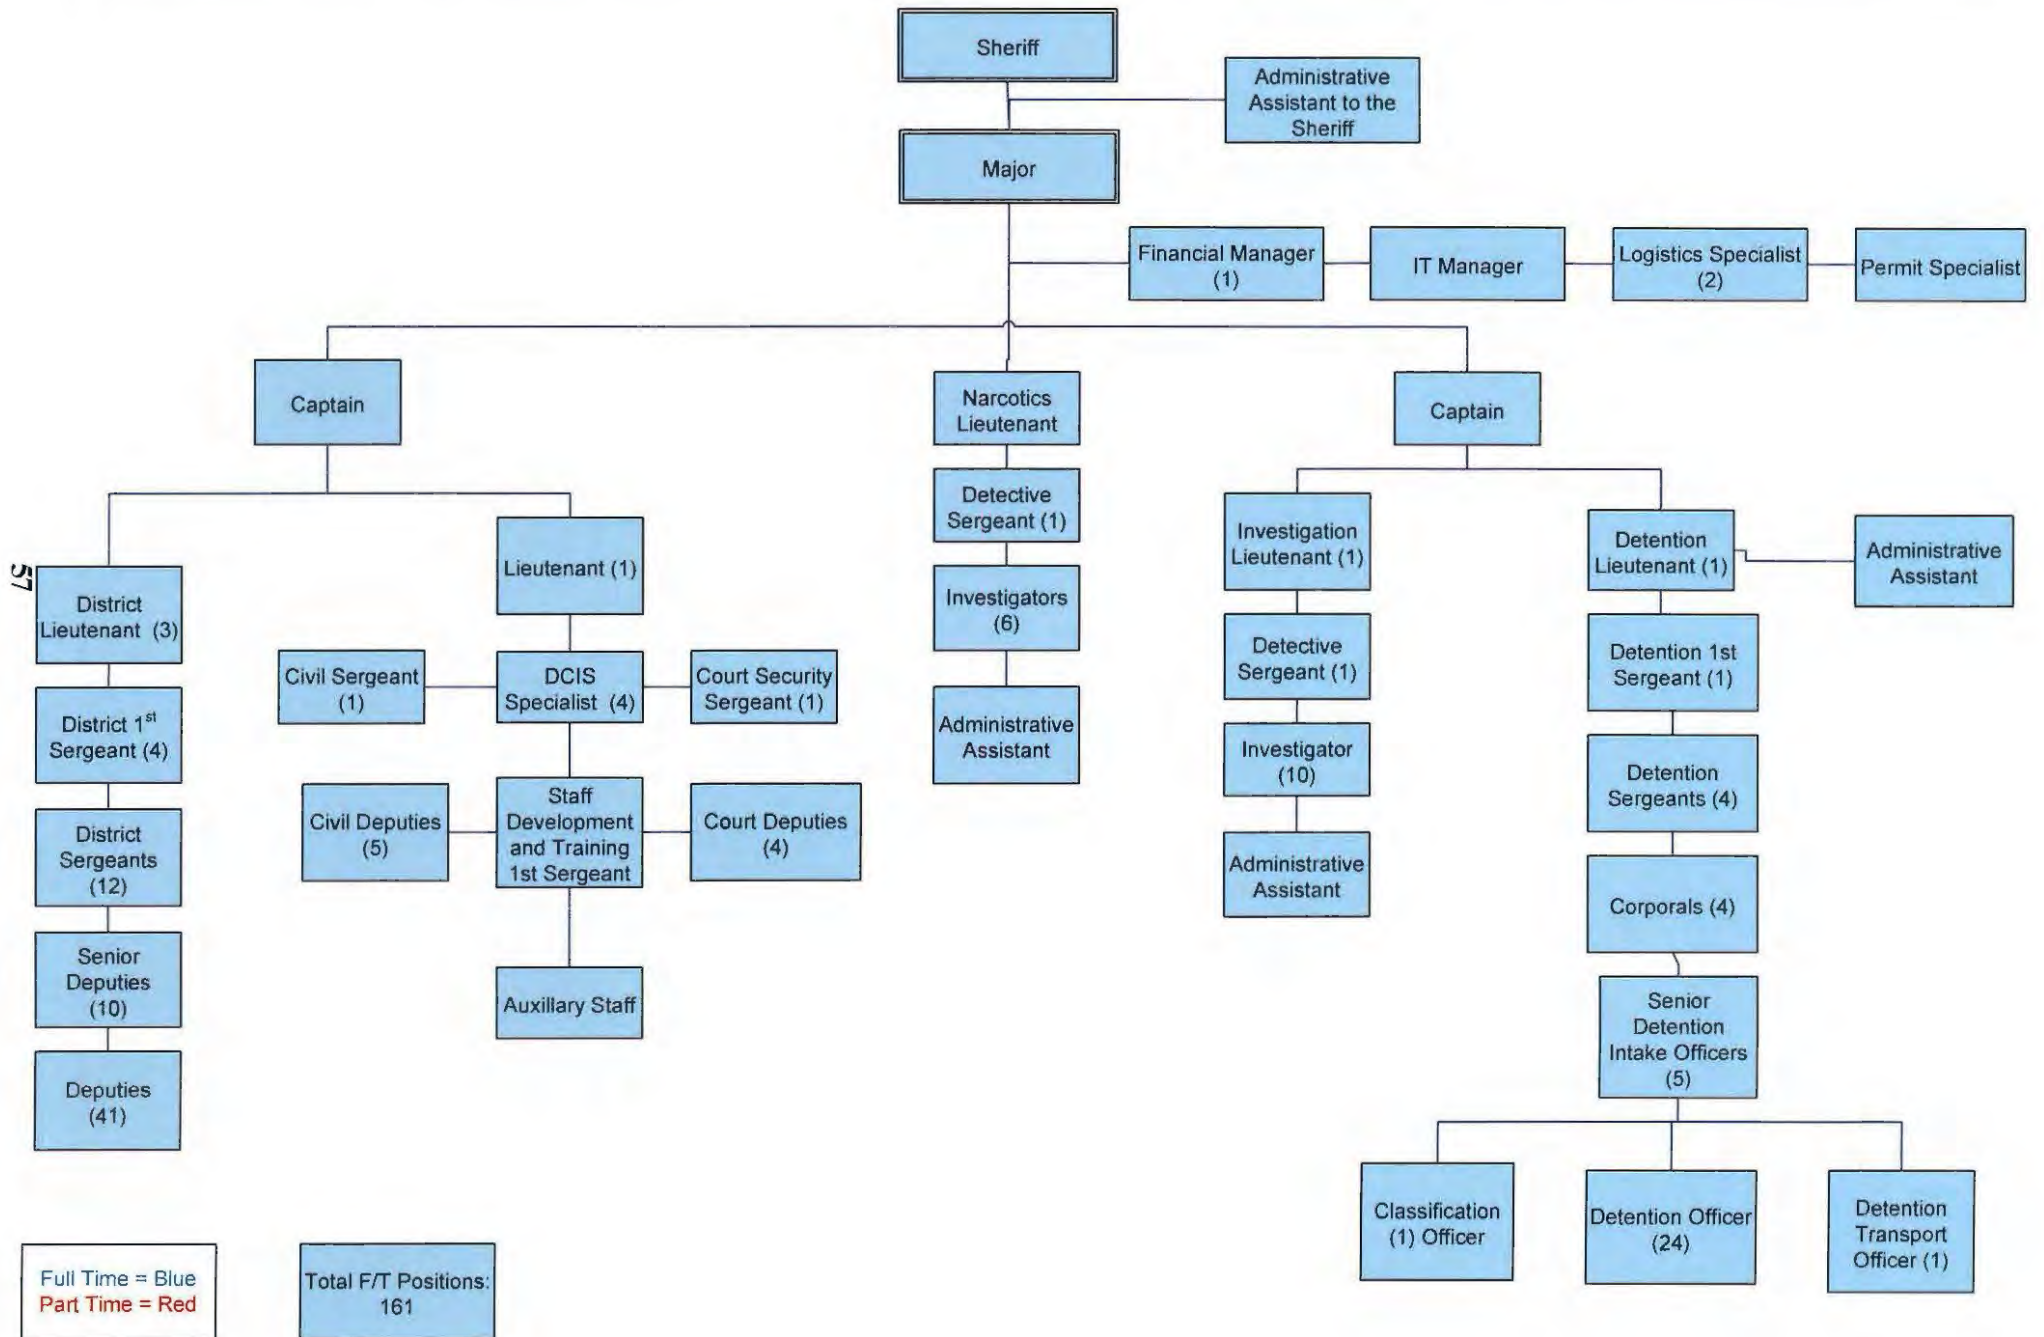 Sheriff
Administrative
Assistant to the
Sheriff
Major
Financial Manager
(1)
IT Manager
Logistics Specialist
(2)
Permit Specialist
Captain
Narcotics
Lieutenant
Captain
District
Lieutenant (3)
District 1st
Sergeant (4)
District
Sergeants
(12)
Senior
Deputies
(10)
Deputies
(41)
Lieutenant (1)
Civil Sergeant
(1)
DCIS
Specialist (4)
Court Security
Sergeant (1)
Civil Deputies
(5)
Staff
Development
and Training
1st Sergeant
Court Deputies
(4)
Auxillary Staff
Detective
Sergeant (1)
Investigators
(6)
Administrative
Assistant
Investigation
Lieutenant (1)
Detective
Sergeant (1)
Investigator
(10)
Administrative
Assistant
Detention
Lieutenant (1)
Administrative
Assistant
Detention 1st
Sergeant (1)
Detention
Sergeants (4)
Corporals (4)
Senior
Detention
Intake Officers
(5)
Classification
(1) Officer
Detention Officer
(24)
Detention
Transport
Officer (1)
57
Full Time = Blue
Part Time = Red
Total F/T Positions:
161